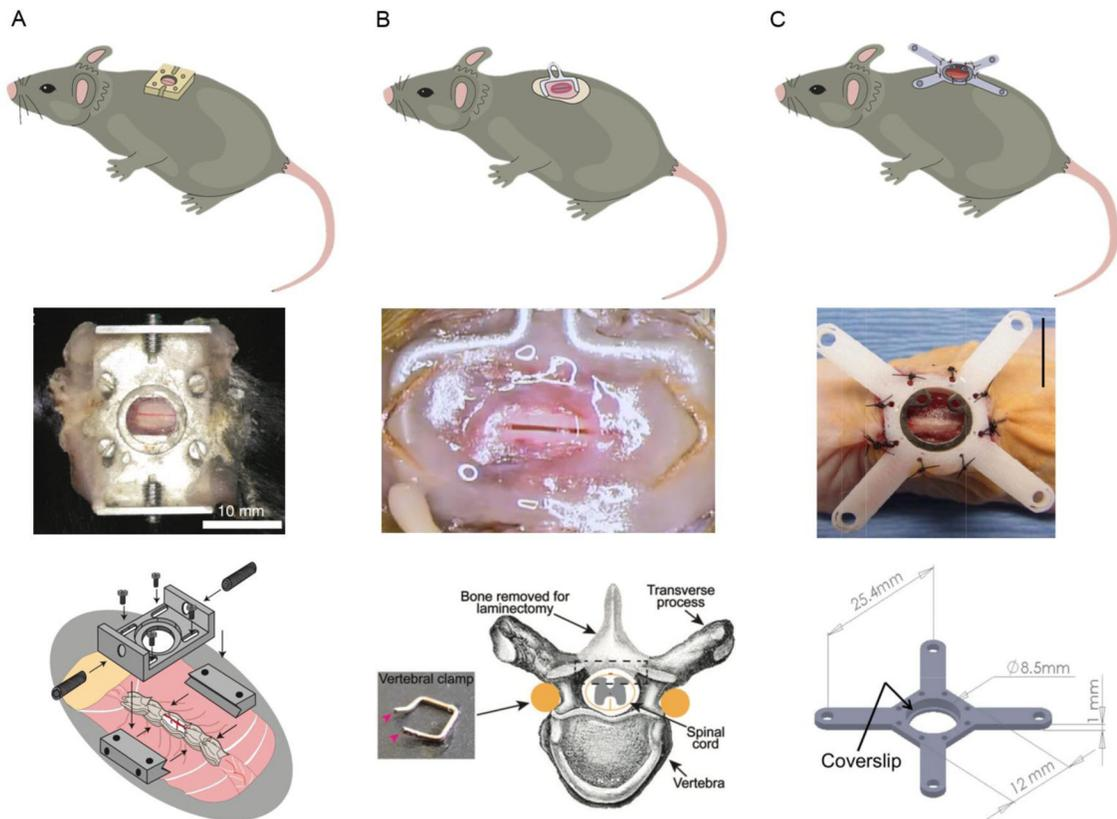 A
B
C
10 mm
Bone removed for
laminectomy
Transverse
process
Vertebral clamp
Spinal
cord
Vertebra
25.4mm
Ø8.5mm
1 mm
12 mm
Coverslip